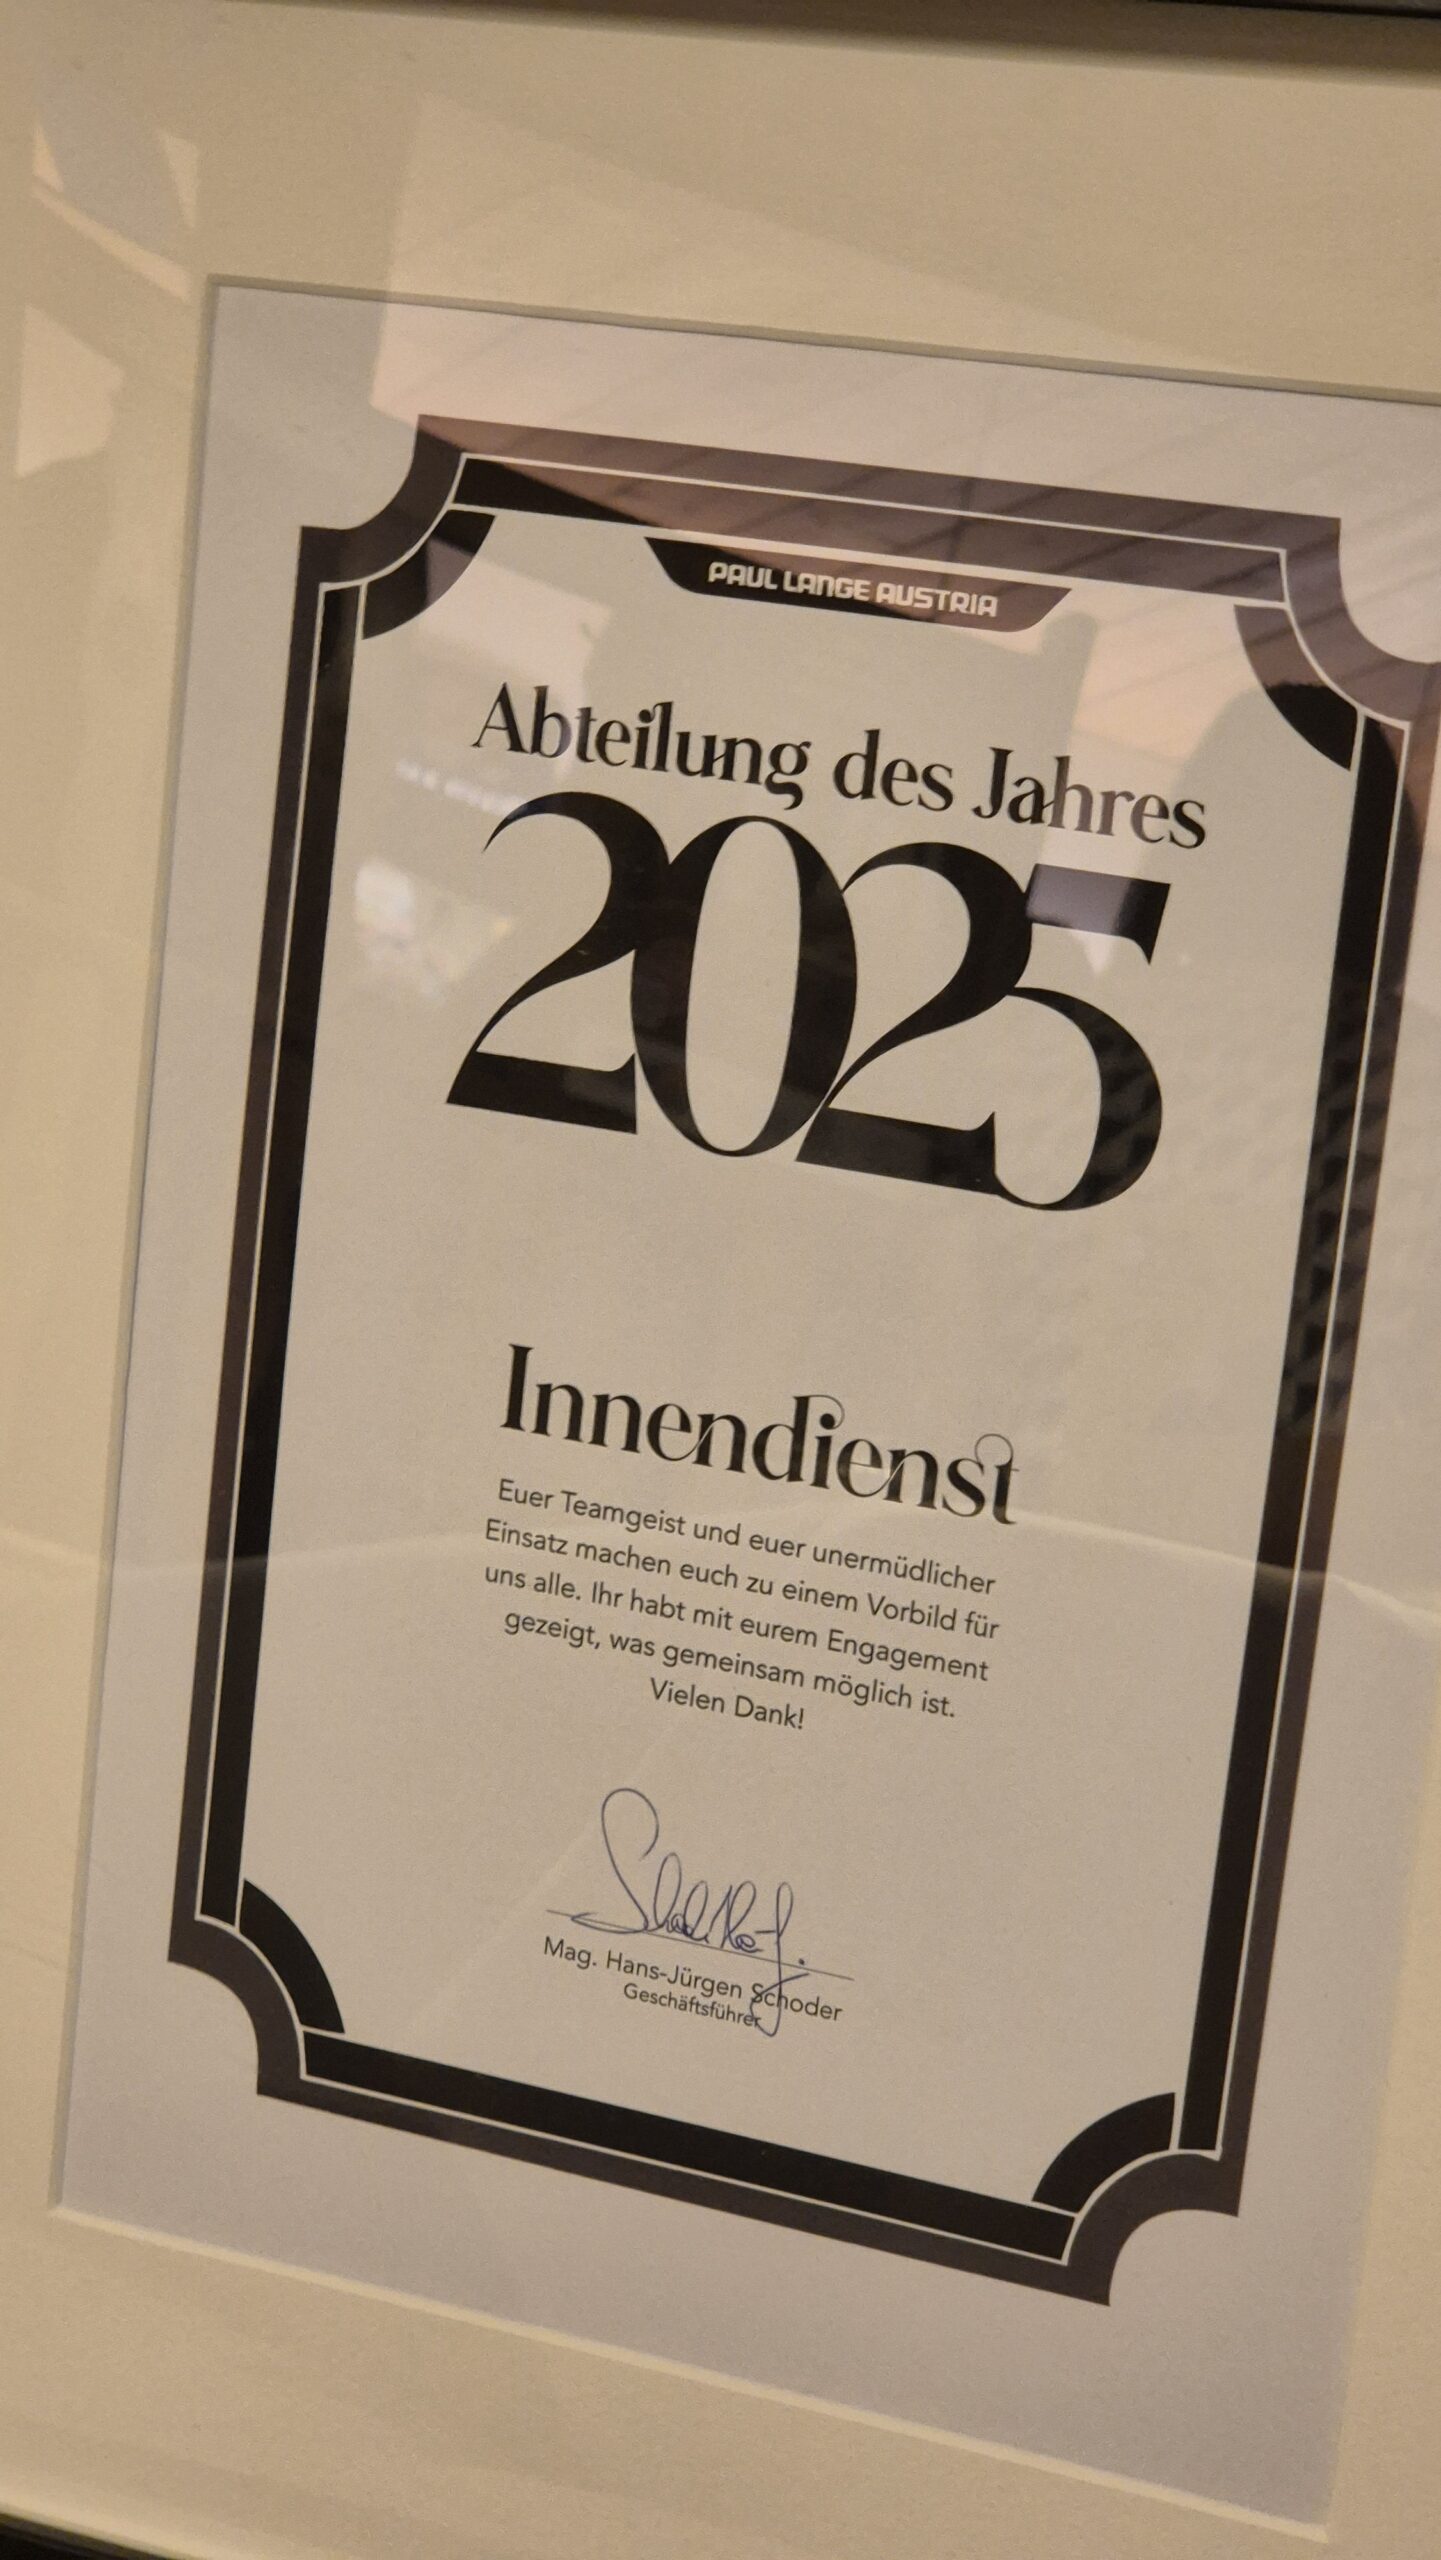 PAUL LANGE AUSTRIA
Abteilung des Jahres
2025
Innendienst
Euer Teamgeist und euer unermüdlicher
Einsatz machen euch zu einem Vorbild für
uns alle. Ihr habt mit eurem Engagement
gezeigt, was gemeinsam möglich ist.
Vielen Dank!
Mag. Hans-Jürgen Schoder
Geschäftsführer